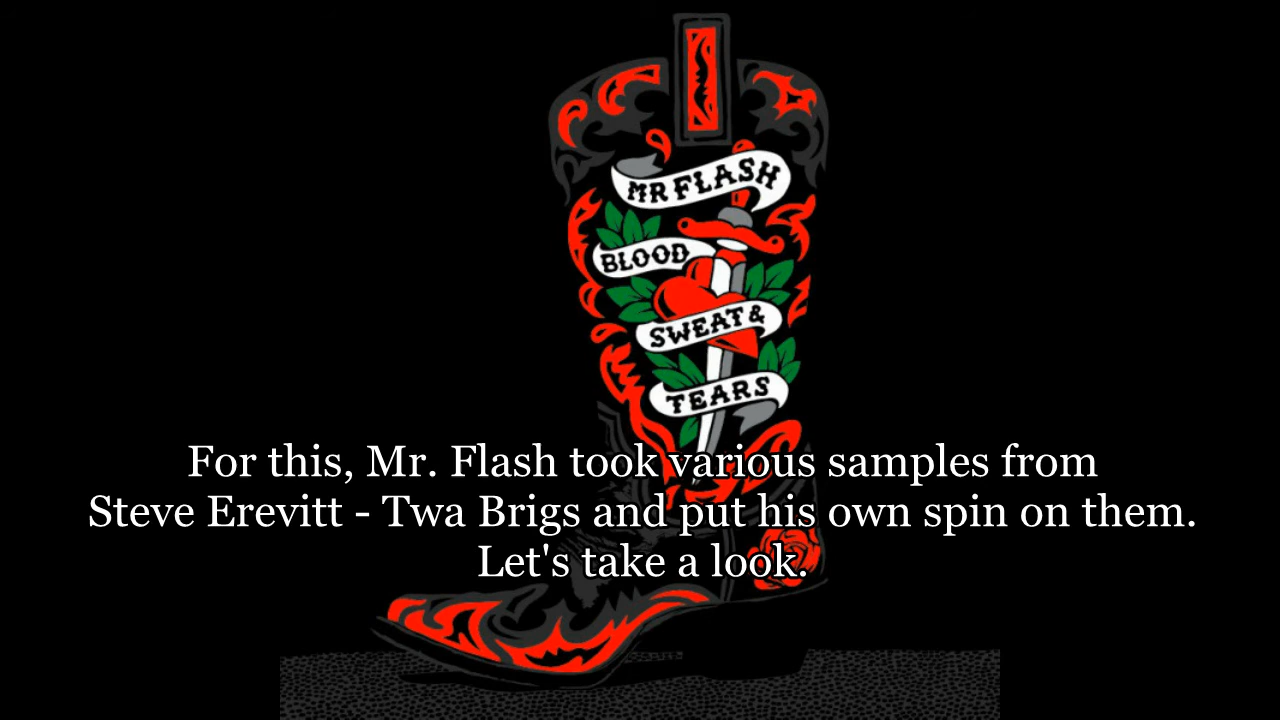 MR FLASH
BLOOD
SWEAT &
TEARS
For this, Mr. Flash took various samples from
Steve Erevitt - Twa Brigs and put his own spin on them.
Let's take a look.